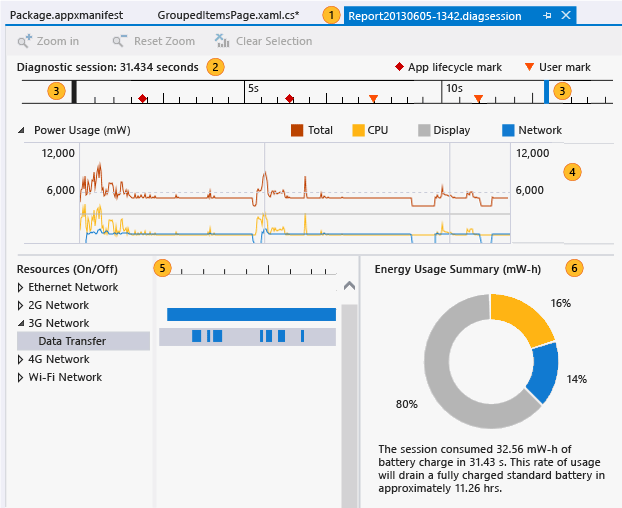 Package.appxmanifest GroupedItemsPage.xaml.cs* 1 Report20130605-1342.diagsession
Zoom in Reset Zoom Clear Selection
Diagnostic session: 31.434 seconds 2 App lifecycle mark User mark
3 5s 10s 3
Power Usage (mW) Total CPU Display Network
12,000 12,000
6,000 6,000 4
Resources (On/Off) 5 Energy Usage Summary (mW-h) 6
Ethernet Network
2G Network
3G Network
Data Transfer
4G Network
Wi-Fi Network
16%
14%
80%
The session consumed 32.56 mW-h of
battery charge in 31.43 s. This rate of usage
will drain a fully charged standard battery in
approximately 11.26 hrs.